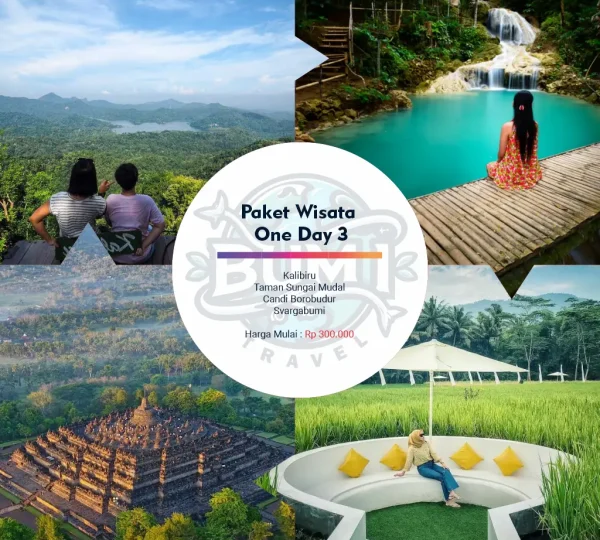 Paket Wisata
One Day 3
Kalibiru
Taman Sungai Mudal
Candi Borobudur
Svargabumi
Harga Mulai : Rp 300.000
BUMI
TRAVEL